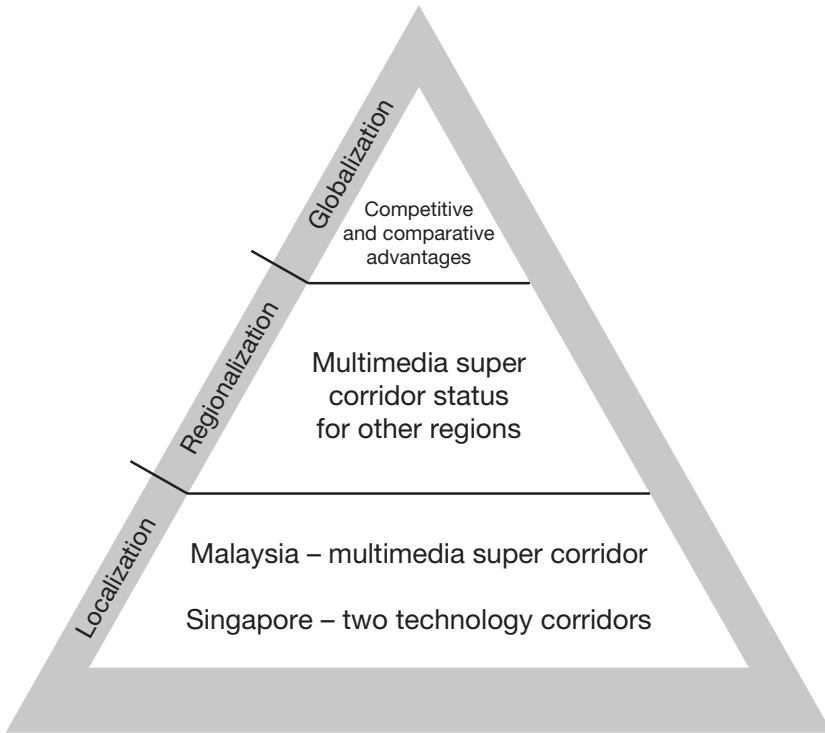 Globalization
Competitive
and comparative
advantages
Regionalization
Multimedia super
corridor status
for other regions
Localization
Malaysia – multimedia super corridor
Singapore – two technology corridors